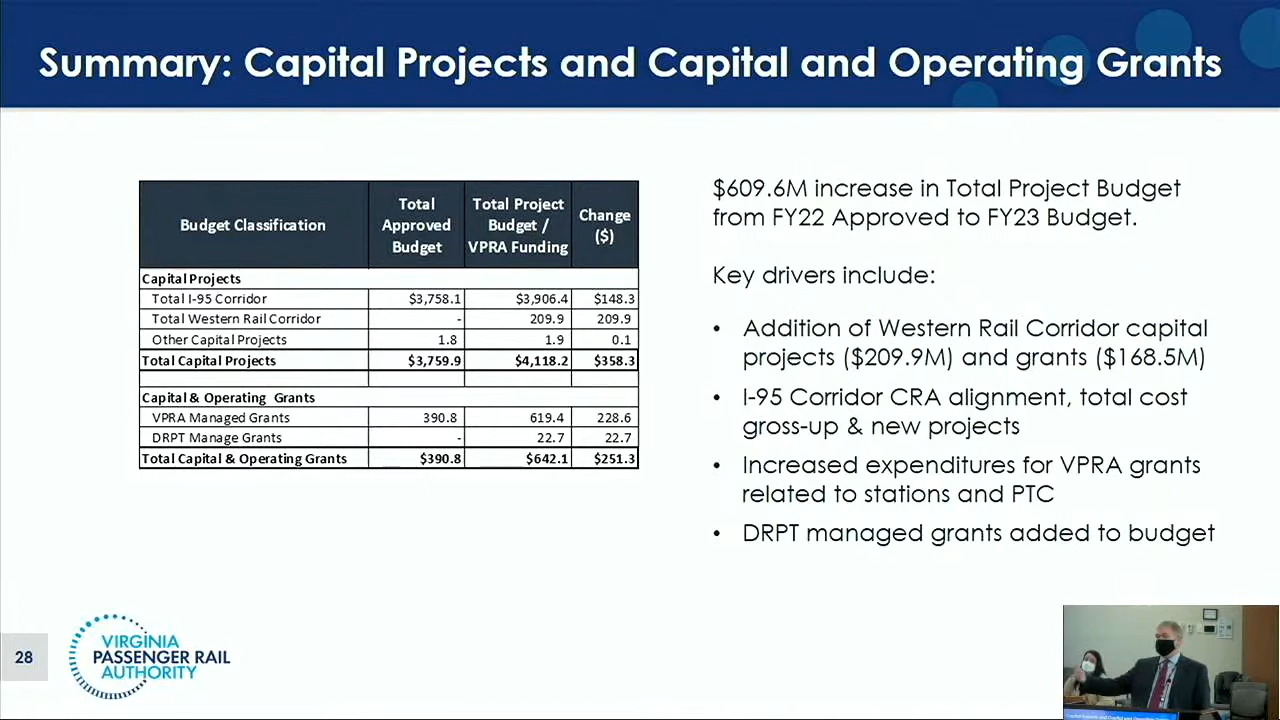 Summary: Capital Projects and Capital and Operating Grants
Budget Classification
Total
Approved
Budget
Total Project
Budget /
VPRA Funding
Change
($)
Capital Projects
Total I-95 Corridor $3,758.1 $3,906.4 $148.3
Total Western Rail Corridor - 209.9 209.9
Other Capital Projects 1.8 1.9 0.1
Total Capital Projects $3,759.9 $4,118.2 $358.3
Capital & Operating Grants
VPRA Managed Grants 390.8 619.4 228.6
DRPT Manage Grants - 22.7 22.7
Total Capital & Operating Grants $390.8 $642.1 $251.3
$609.6M increase in Total Project Budget
from FY22 Approved to FY23 Budget.
Key drivers include:
• Addition of Western Rail Corridor capital
projects ($209.9M) and grants ($168.5M)
• I-95 Corridor CRA alignment, total cost
gross-up & new projects
• Increased expenditures for VPRA grants
related to stations and PTC
• DRPT managed grants added to budget
28
VIRGINIA
PASSENGER RAIL
AUTHORITY